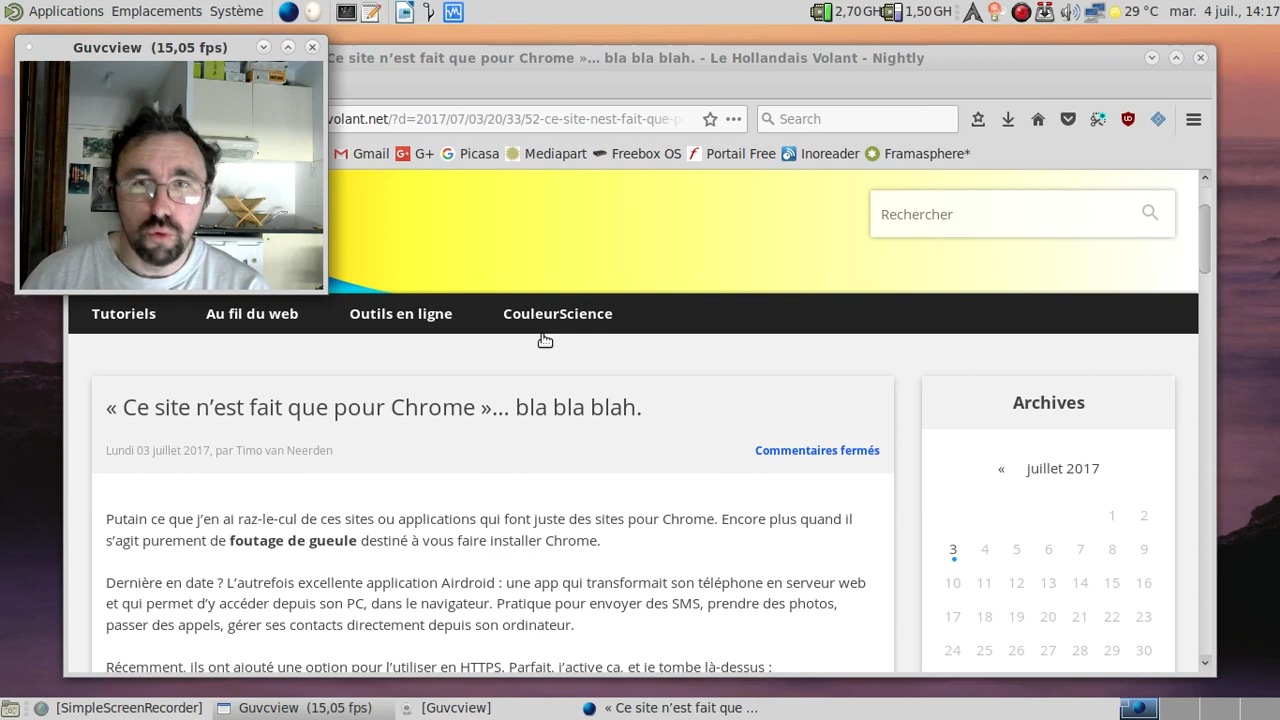 Applications Emplacements Système 2,70GH 1,50GH 29 °C mar. 4 juil., 14:17
Guvcview (15,05 fps)
Ce site n’est fait que pour Chrome »… bla bla blah. - Le Hollandais Volant - Nightly
volant.net/?d=2017/07/03/20/33/52-ce-site-nest-fait-que-p
Search
Gmail G+ Picasa Mediapart Freebox OS Portail Free Inoreader Framasphere*
Rechercher
Tutoriels Au fil du web Outils en ligne CouleurScience
« Ce site n’est fait que pour Chrome »… bla bla blah.
Lundi 03 juillet 2017, par Timo van Neerden Commentaires fermés
Putain ce que j’en ai raz-le-cul de ces sites ou applications qui font juste des sites pour Chrome. Encore plus quand il
s’agit purement de foutage de gueule destiné à vous faire installer Chrome.
Dernière en date ? L’autrefois excellente application Airdroid : une app qui transformait son téléphone en serveur web
et qui permet d’y accéder depuis son PC, dans le navigateur. Pratique pour envoyer des SMS, prendre des photos,
passer des appels, gérer ses contacts directement depuis son ordinateur.
Récemment, ils ont ajouté une option pour l’utiliser en HTTPS. Parfait, j’active ça, et je tombe là-dessus :
Archives
« juillet 2017
1 2
3 4 5 6 7 8 9
10 11 12 13 14 15 16
17 18 19 20 21 22 23
24 25 26 27 28 29 30
[SimpleScreenRecorder] Guvcview (15,05 fps) [Guvcview] « Ce site n’est fait que …